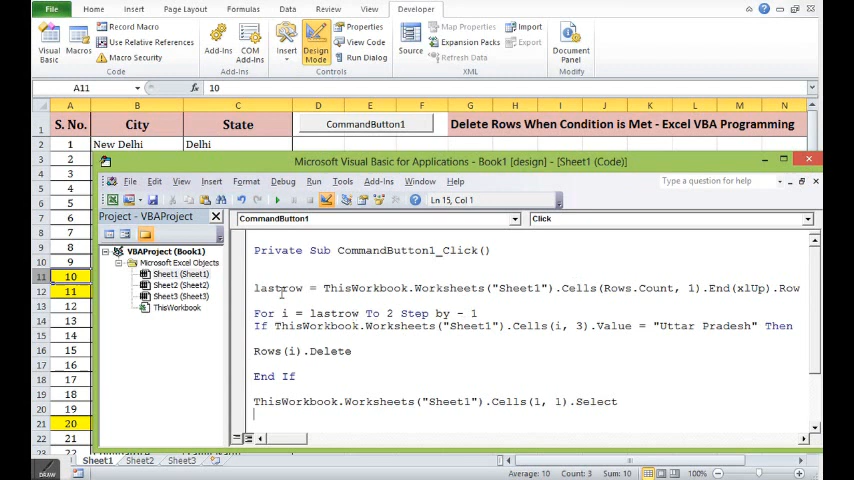 File Home Insert Page Layout Formulas Data Review View Developer
Visual Basic
Macros
Record Macro
Use Relative References
Macro Security
Code
Add-Ins
COM Add-Ins
Add-Ins
Insert
Design Mode
Properties
View Code
Run Dialog
Controls
Source
Map Properties
Expansion Packs
Refresh Data
Import
Export
XML
Document Panel
Modify
A11 fx 10
A B C D E F G H I J K L M N
1 S. No. City State CommandButton1 Delete Rows When Condition is Met - Excel VBA Programming
2 1 New Delhi Delhi
3 2
4 3
5 4
6 5
7 6
8 7
9 8
10 9
11 10
12 11
13 12
14 13
15 14
16 15
17 16
18 17
19 18
20 19
21 20
22 21
23 22
Microsoft Visual Basic for Applications - Book1 [design] - [Sheet1 (Code)]
File Edit View Insert Format Debug Run Tools Add-Ins Window Help Type a question for help
Ln 15, Col 1
Project - VBAProject
VBAProject (Book1)
Microsoft Excel Objects
Sheet1 (Sheet1)
Sheet2 (Sheet2)
Sheet3 (Sheet3)
ThisWorkbook
CommandButton1 Click
Private Sub CommandButton1_Click()
lastrow = ThisWorkbook.Worksheets("Sheet1").Cells(Rows.Count, 1).End(xlUp).Row
For i = lastrow To 2 Step by - 1
If ThisWorkbook.Worksheets("Sheet1").Cells(i, 3).Value = "Uttar Pradesh" Then
Rows(i).Delete
End If
ThisWorkbook.Worksheets("Sheet1").Cells(1, 1).Select
Sheet1 Sheet2 Sheet3
DRAW
Average: 10 Count: 3 Sum: 10 100%